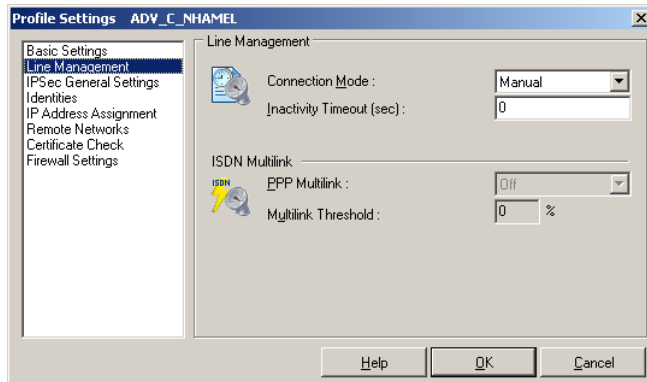 Profile Settings ADV_C_NHAMEL
Basic Settings
Line Management
IPSec General Settings
Identities
IP Address Assignment
Remote Networks
Certificate Check
Firewall Settings
Line Management
Connection Mode :
Manual
Inactivity Timeout (sec) :
0
ISDN Multilink
ISDN
PPP Multilink :
Off
Multilink Threshold :
0 %
Help
OK
Cancel